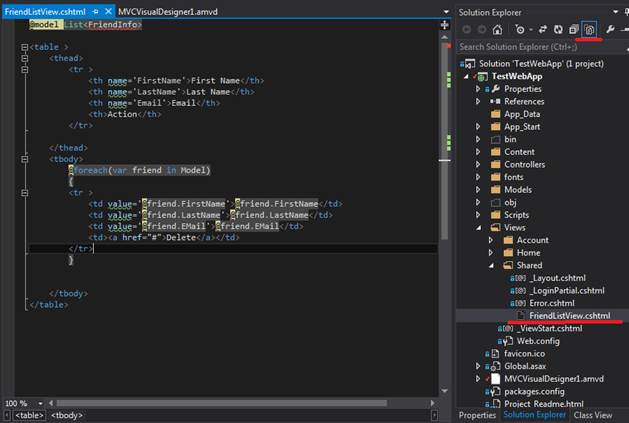 FriendListView.cshtml
MVCVisualDesigner1.amvd
@model List<FriendInfo>
<table >
<thead>
<tr >
<th name='FirstName'>First Name</th>
<th name='LastName'>Last Name</th>
<th name='Email'>Email</th>
<th>Action</th>
</tr>
</thead>
<tbody>
@foreach(var friend in Model)
{
<tr >
<td value='@friend.FirstName'>@friend.FirstName</td>
<td value='@friend.LastName'>@friend.LastName</td>
<td value='@friend.EMail'>@friend.EMail</td>
<td><a href="#">Delete</a></td>
</tr>
}
</tbody>
</table>
100 %
<table> <tbody>
Solution Explorer
Search Solution Explorer (Ctrl+;)
Solution 'TestWebApp' (1 project)
TestWebApp
Properties
References
App_Data
App_Start
bin
Content
Controllers
fonts
Models
obj
Scripts
Views
Account
Home
Shared
_Layout.cshtml
_LoginPartial.cshtml
Error.cshtml
FriendListView.cshtml
_ViewStart.cshtml
Web.config
favicon.ico
Global.asax
MVCVisualDesigner1.amvd
packages.config
Project_Readme.html
Properties Solution Explorer Class View